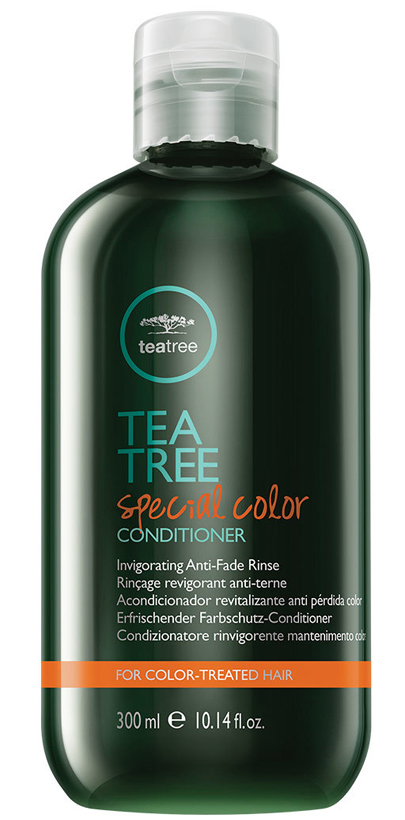 teatree
TEA
TREE
special color
CONDITIONER
Invigorating Anti-Fade Rinse
Rinçage revigorant anti-terne
Acondicionador revitalizante anti pérdida color
Erfrischender Farbschutz-Conditioner
Condizionatore rinvigorente mantenimento color
FOR COLOR-TREATED HAIR
300 ml ℮ 10.14 fl. oz.